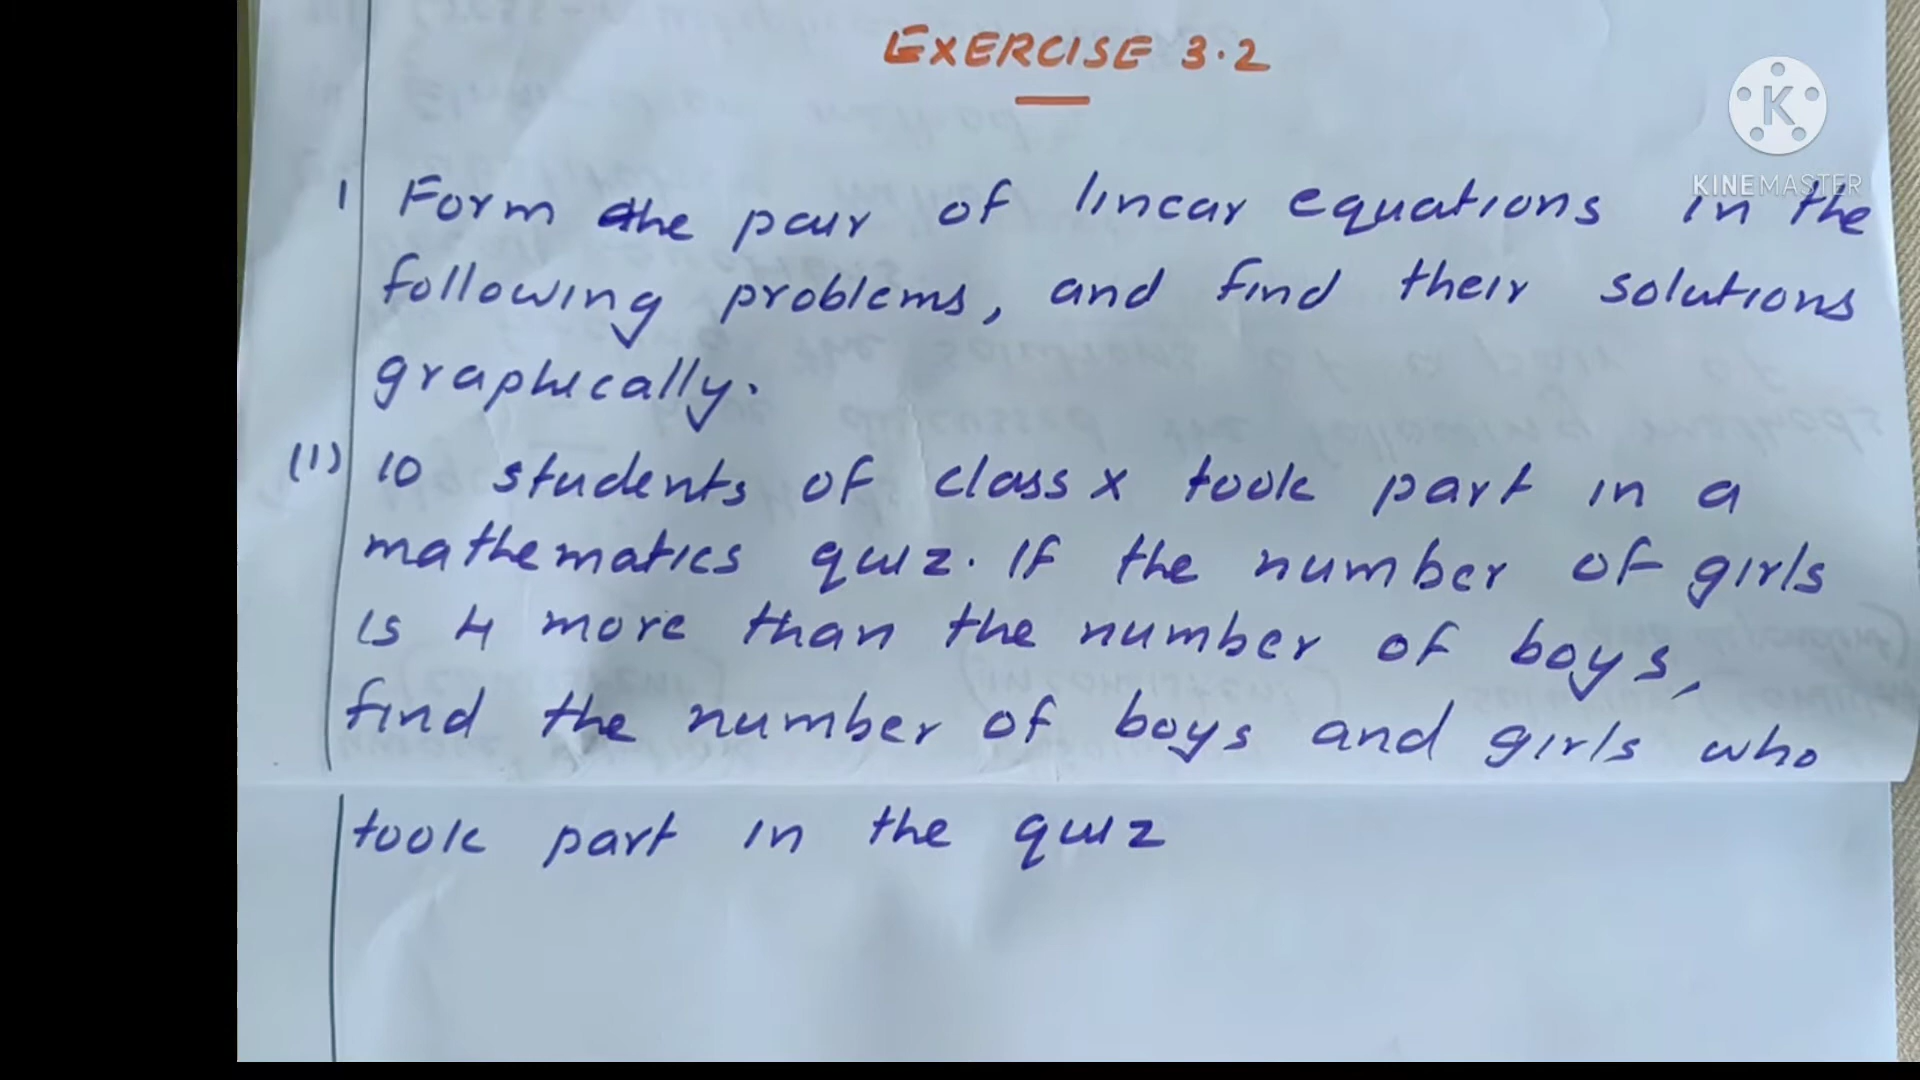 EXERCISE 3.2
KINEMASTER
1 Form the pair of linear equations in the
following problems, and find their solutions
graphically.
(1) 10 students of class x took part in a
mathematics quiz. If the number of girls
is 4 more than the number of boys,
find the number of boys and girls who
took part in the quiz